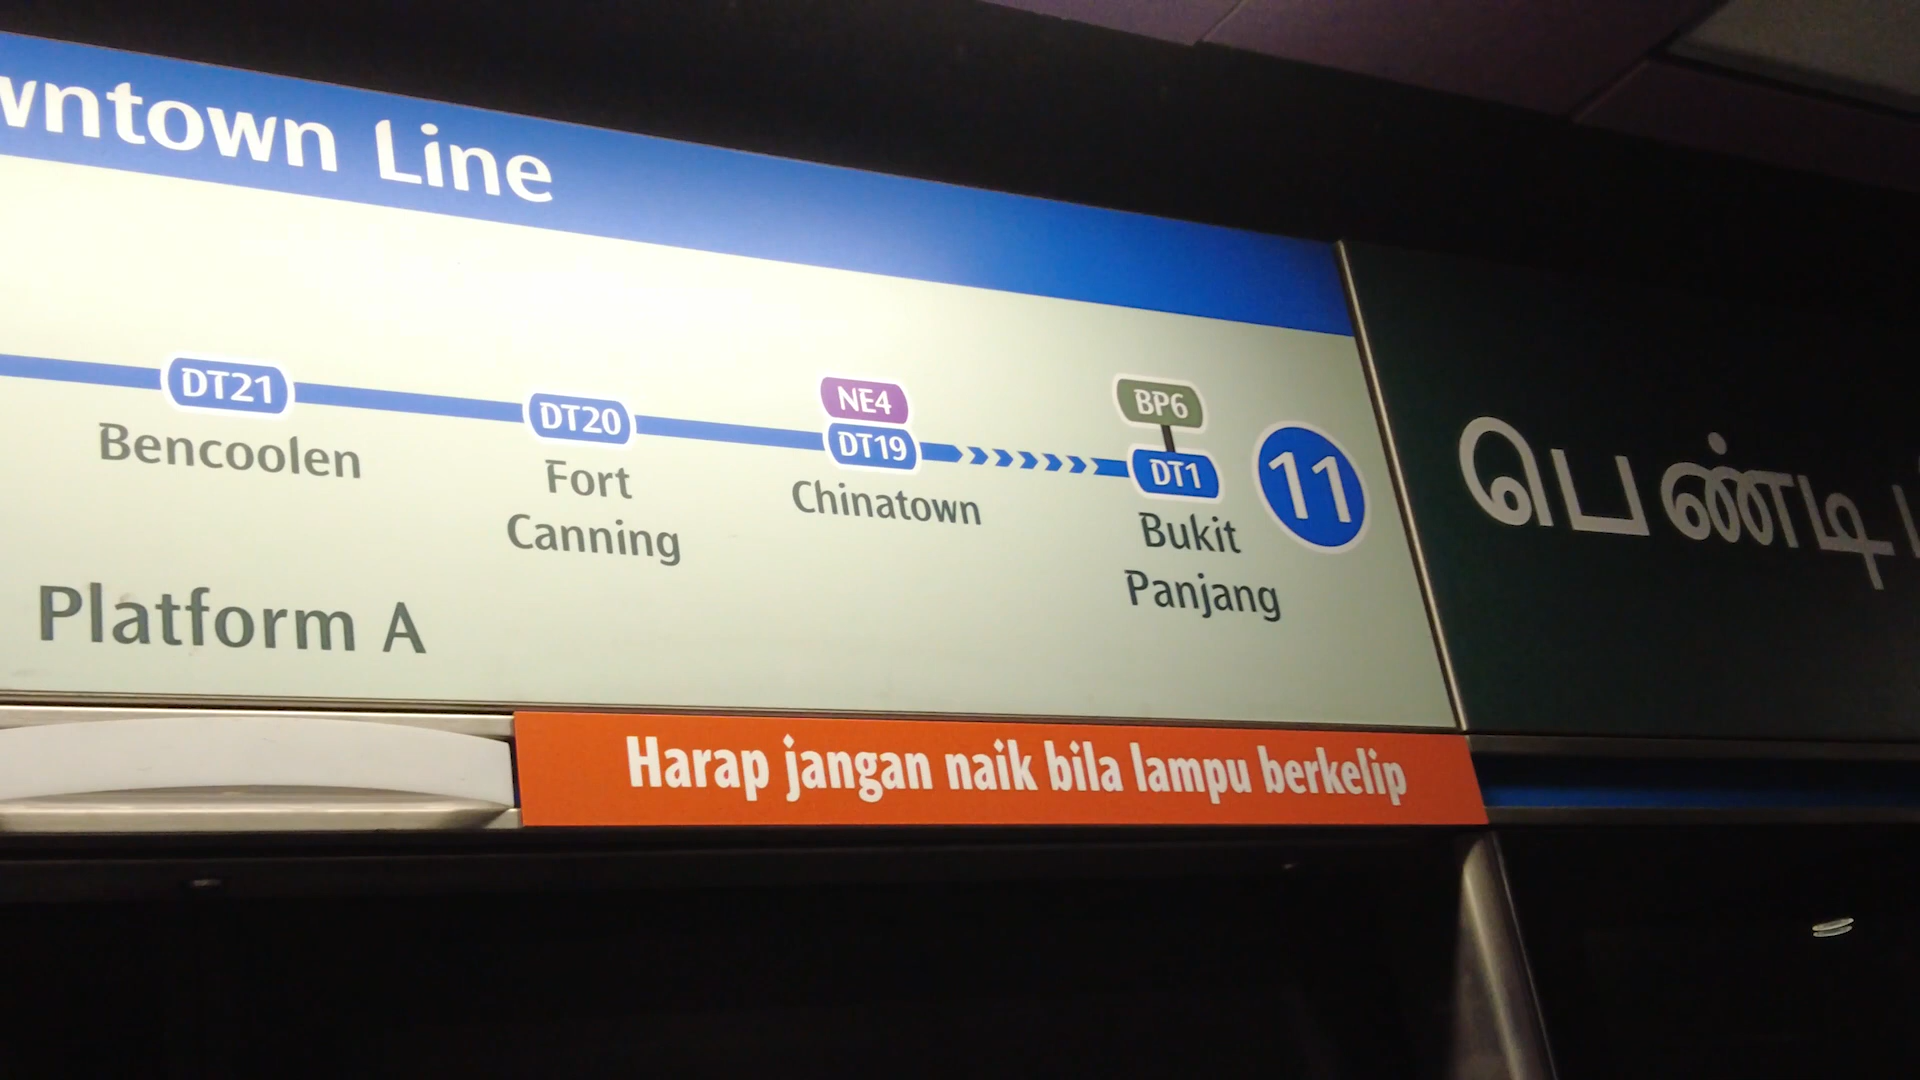 wntown Line
DT21
Bencoolen
DT20
Fort
Canning
NE4
DT19
Chinatown
BP6
DT1
Bukit
Panjang
11
Platform A
Harap jangan naik bila lampu berkelip
பெண்டி